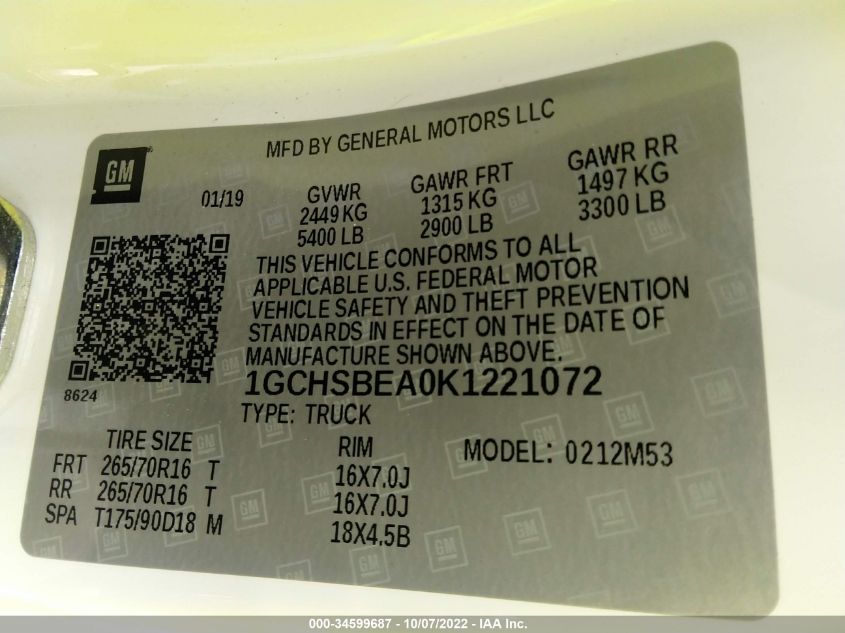 GM
MFD BY GENERAL MOTORS LLC
01/19
GVWR
2449 KG
5400 LB
GAWR FRT
1315 KG
2900 LB
GAWR RR
1497 KG
3300 LB
THIS VEHICLE CONFORMS TO ALL
APPLICABLE U.S. FEDERAL MOTOR
VEHICLE SAFETY AND THEFT PREVENTION
STANDARDS IN EFFECT ON THE DATE OF
MANUFACTURE SHOWN ABOVE.
8624
1GCHSBEA0K1221072
TYPE: TRUCK
TIRE SIZE RIM MODEL: 0212M53
FRT 265/70R16 T 16X7.0J
RR 265/70R16 T 16X7.0J
SPA T175/90D18 M 18X4.5B
000-34599687 - 10/07/2022 - IAA Inc.